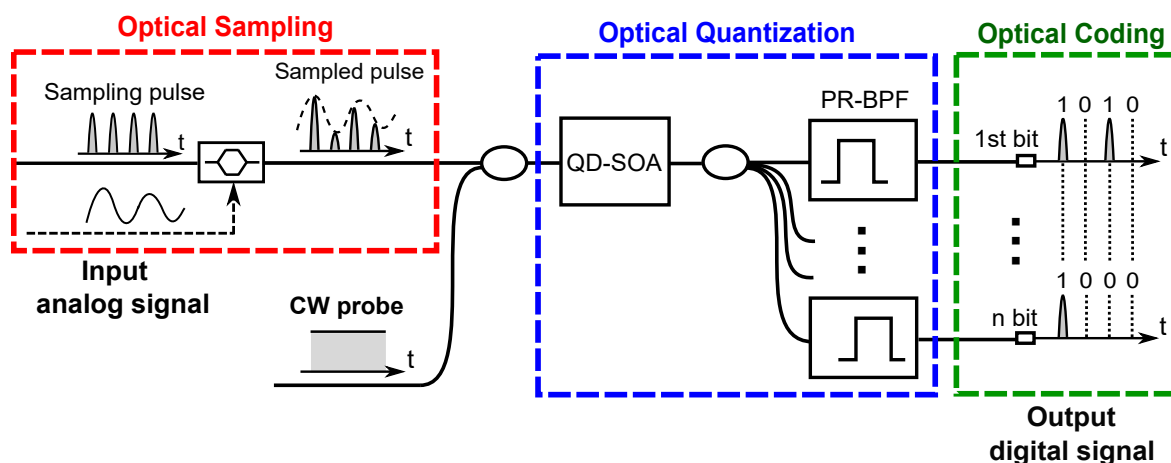 Optical Sampling
Optical Quantization
Optical Coding
Sampling pulse
Sampled pulse
t
t
PR-BPF
QD-SOA
1 0 1 0
1st bit
t
Input
analog signal
CW probe
t
1 0 0 0
n bit
t
Output
digital signal